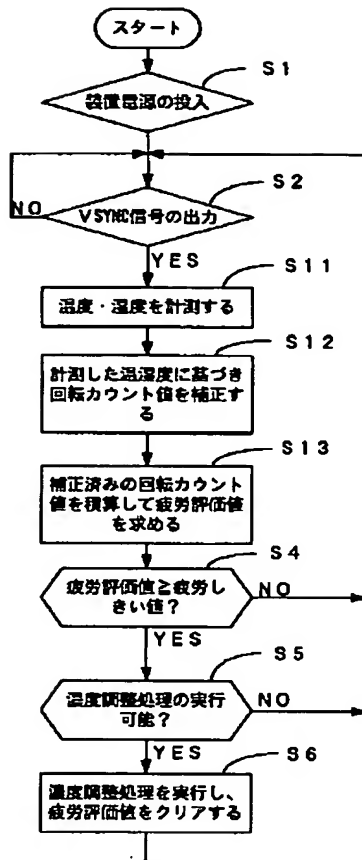 スタート
S1
装置電源の投入
S2
VSYNC信号の出力
NO
YES
S11
温度・湿度を計測する
S12
計測した温湿度に基づき
回転カウント値を補正す
る
S13
補正済みの回転カウント
値を積算して疲労評価値
を求める
S4
疲労評価値≧疲労し
きい値?
NO
YES
S5
濃度調整処理の実行
可能?
NO
YES
S6
濃度調整処理を実行し、
疲労評価値をクリアする